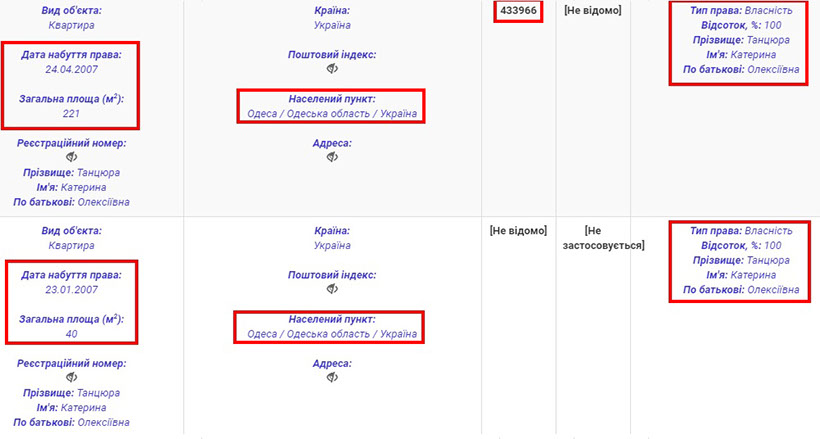 Вид об'єкта:
Квартира
Дата набуття права:
24.04.2007
Загальна площа (м²):
221
Реєстраційний номер:
Прізвище: Танцюра
Ім'я: Катерина
По батькові: Олексіївна
Країна:
Україна
Поштовий індекс:
Населений пункт:
Одеса / Одеська область / Україна
Адреса:
433966
[Не відомо]
Тип права: Власність
Відсоток, %: 100
Прізвище: Танцюра
Ім'я: Катерина
По батькові: Олексіївна
Вид об'єкта:
Квартира
Дата набуття права:
23.01.2007
Загальна площа (м²):
40
Реєстраційний номер:
Прізвище: Танцюра
Ім'я: Катерина
По батькові: Олексіївна
Країна:
Україна
Поштовий індекс:
Населений пункт:
Одеса / Одеська область / Україна
Адреса:
[Не відомо]
[Не
застосовується]
Тип права: Власність
Відсоток, %: 100
Прізвище: Танцюра
Ім'я: Катерина
По батькові: Олексіївна